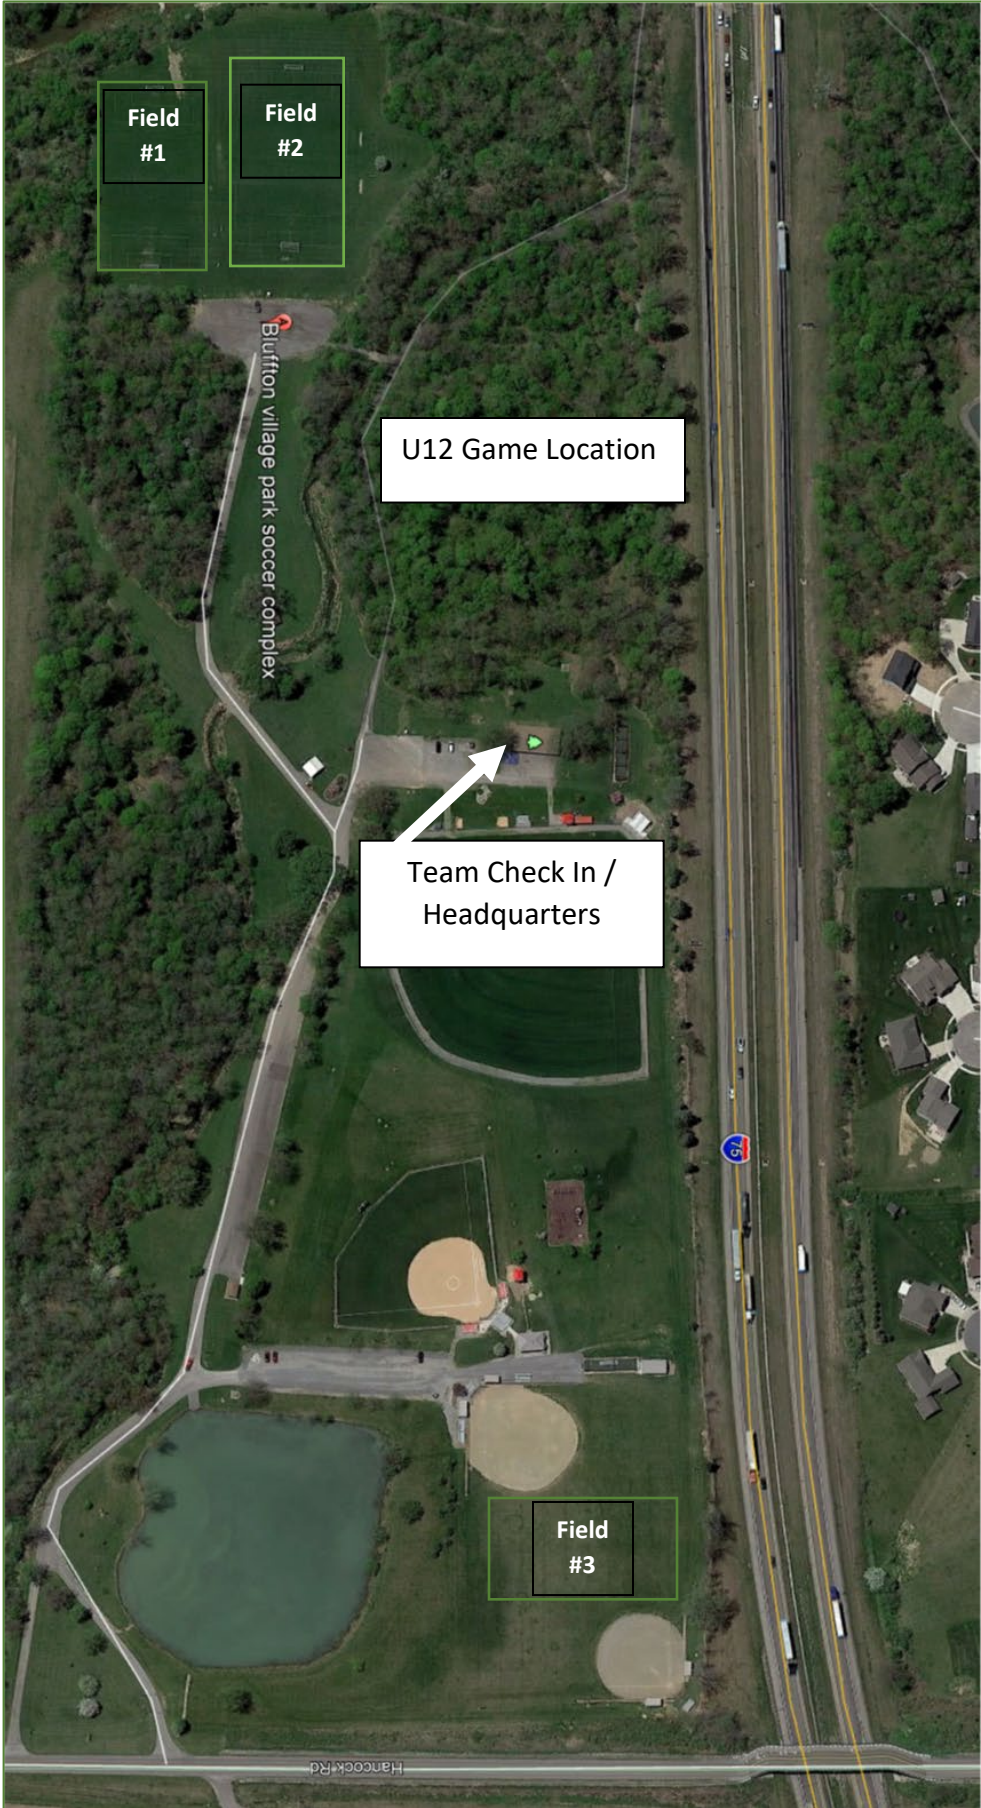 Field
#1
Field
#2
Bluffton village park soccer complex
U12 Game Location
Team Check In /
Headquarters
75
Field
#3
Hancock Rd